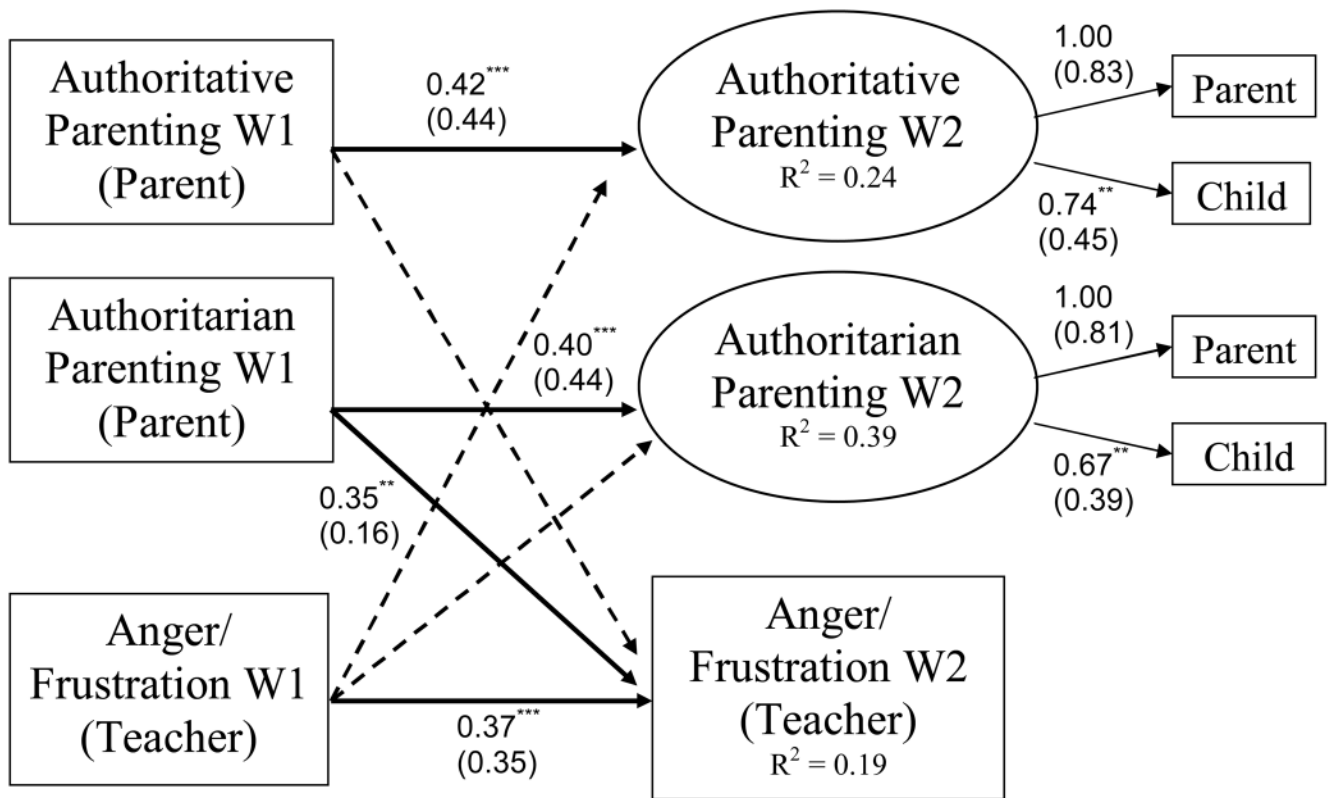 Authoritative
Parenting W1
(Parent)
0.42***
(0.44)
Authoritative
Parenting W2
R² = 0.24
1.00
(0.83)
Parent
0.74**
(0.45)
Child
Authoritarian
Parenting W1
(Parent)
0.40***
(0.44)
Authoritarian
Parenting W2
R² = 0.39
1.00
(0.81)
Parent
0.67**
(0.39)
Child
0.35**
(0.16)
Anger/
Frustration W1
(Teacher)
0.37***
(0.35)
Anger/
Frustration W2
(Teacher)
R² = 0.19